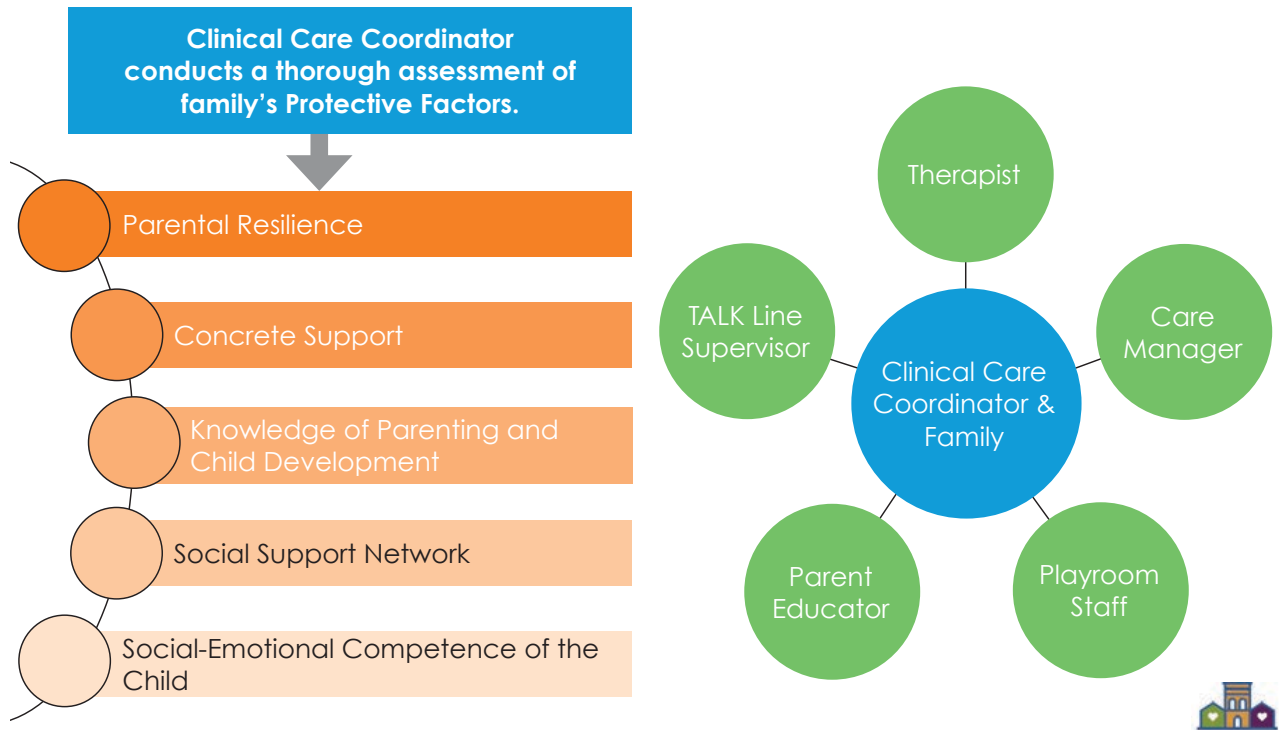 Clinical Care Coordinator
conducts a thorough assessment of
family’s Protective Factors.
Parental Resilience
Concrete Support
Knowledge of Parenting and
Child Development
Social Support Network
Social-Emotional Competence of the
Child
Therapist
TALK Line
Supervisor
Care
Manager
Clinical Care
Coordinator &
Family
Parent
Educator
Playroom
Staff